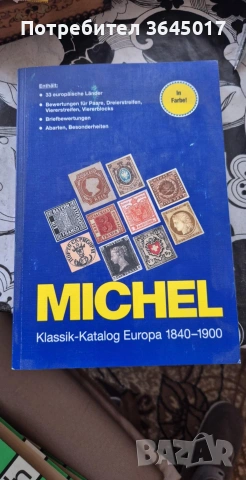 Потребител 3645017
Enthält:
• 33 europäische Länder
• Bewertungen für Paare, Dreierstreifen,
Viererstreifen, Viererblocks
• Briefbewertungen
• Abarten, Besonderheiten
In
Farbe!
MICHEL
Klassik-Katalog Europa 1840–1900
BAZAR